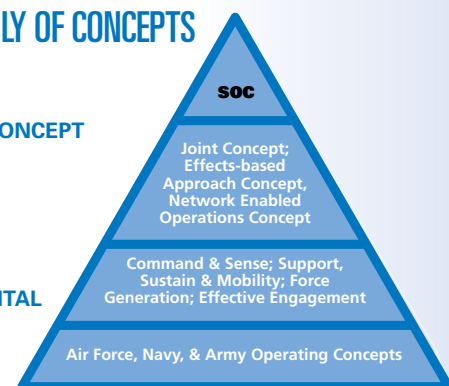 LY OF CONCEPTS
SOC
ONCEPT
Joint Concept;
Effects-based
Approach Concept,
Network Enabled
Operations Concept
Command & Sense; Support,
Sustain & Mobility; Force
Generation; Effective Engagement
Air Force, Navy, & Army Operating Concepts